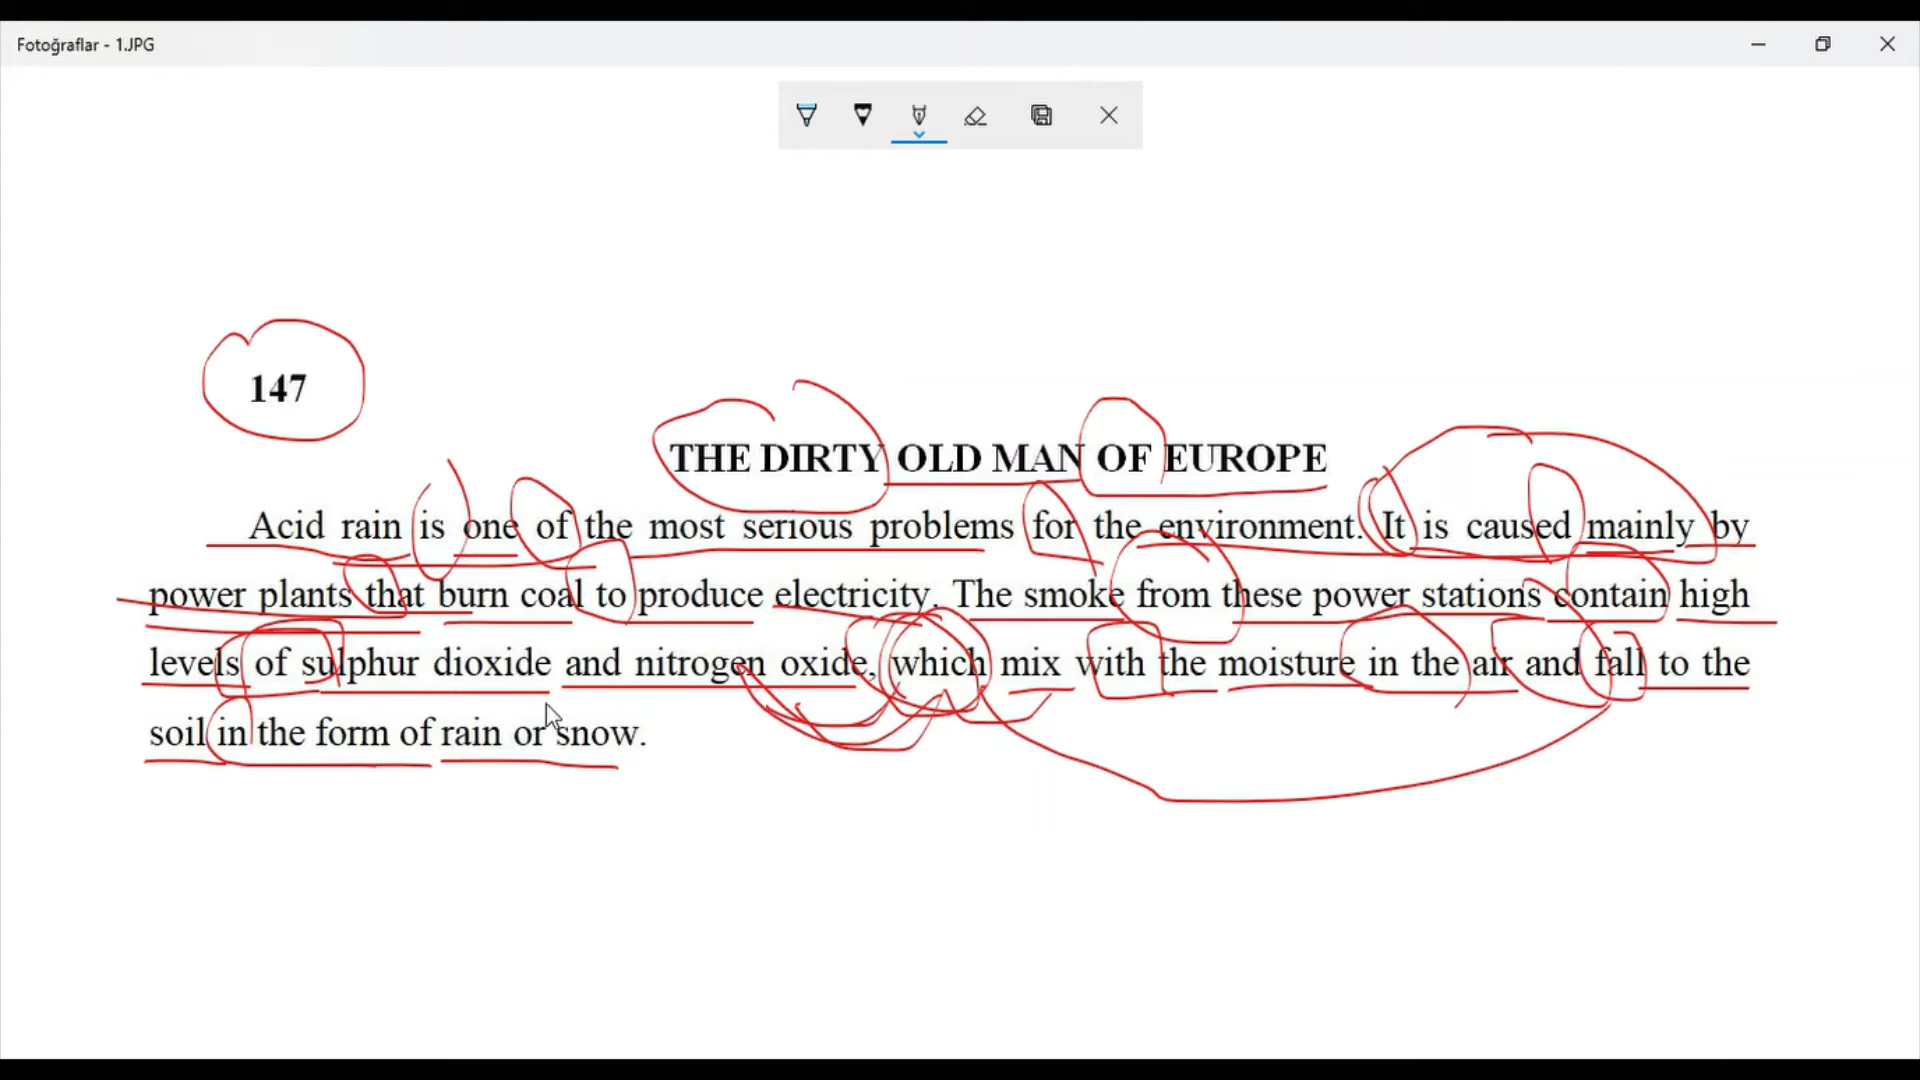 Fotoğraflar - 1.JPG
147
THE DIRTY OLD MAN OF EUROPE
Acid rain is one of the most serious problems for the environment. It is caused mainly by
power plants that burn coal to produce electricity. The smoke from these power stations contain high
levels of sulphur dioxide and nitrogen oxide, which mix with the moisture in the air and fall to the
soil in the form of rain or snow.